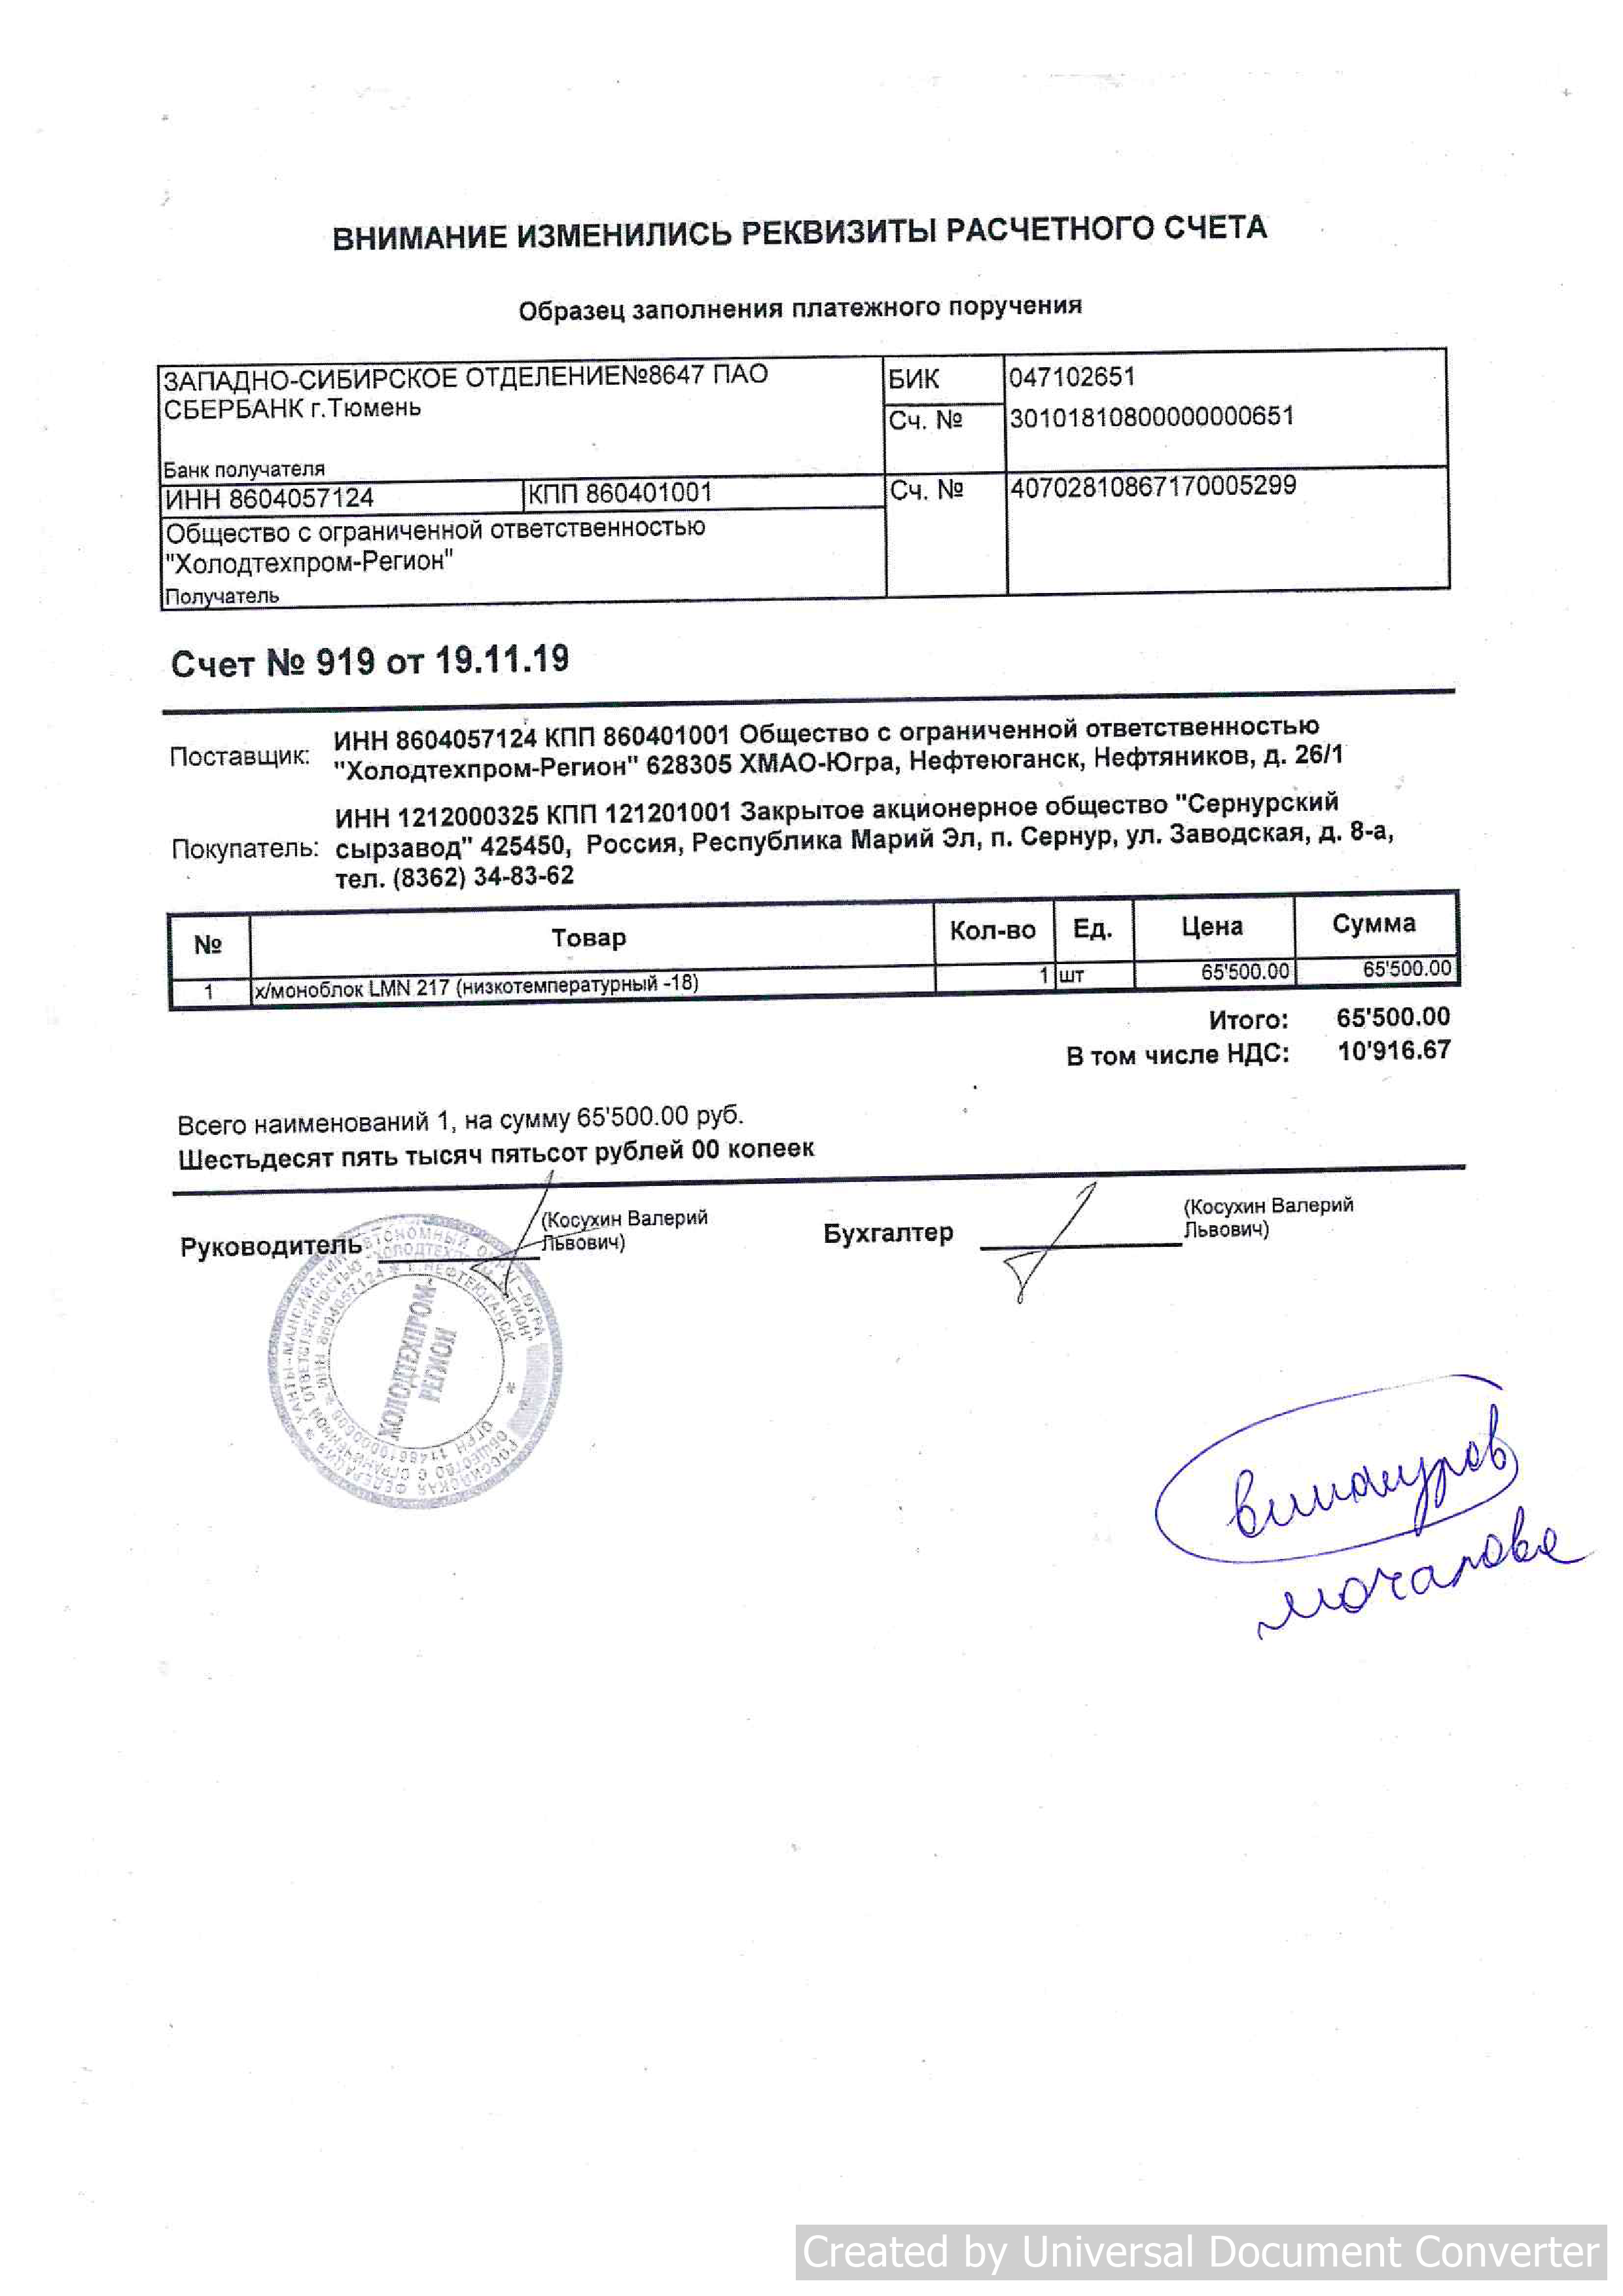 ВНИМАНИЕ ИЗМЕНИЛИСЬ РЕКВИЗИТЫ РАСЧЕТНОГО СЧЕТА
Образец заполнения платежного поручения
ЗАПАДНО-СИБИРСКОЕ ОТДЕЛЕНИЕ№8647 ПАО
СБЕРБАНК г.Тюмень
Банк получателя
БИК 047102651
Сч. № 30101810800000000651
ИНН 8604057124 КПП 860401001
Сч. № 40702810867170005299
Общество с ограниченной ответственностью
"Холодтехпром-Регион"
Получатель
Счет № 919 от 19.11.19
Поставщик: ИНН 8604057124 КПП 860401001 Общество с ограниченной ответственностью
"Холодтехпром-Регион" 628305 ХМАО-Югра, Нефтеюганск, Нефтяников, д. 26/1
Покупатель: ИНН 1212000325 КПП 121201001 Закрытое акционерное общество "Сернурский
сырзавод" 425450, Россия, Республика Марий Эл, п. Сернур, ул. Заводская, д. 8-а,
тел. (8362) 34-83-62
№ Товар Кол-во Ед. Цена Сумма
1 х/моноблок LMN 217 (низкотемпературный -18) 1 шт 65'500.00 65'500.00
Итого: 65'500.00
В том числе НДС: 10'916.67
Всего наименований 1, на сумму 65'500.00 руб.
Шестьдесят пять тысяч пятьсот рублей 00 копеек
Руководитель (Косухин Валерий
Львович)
Бухгалтер (Косухин Валерий
Львович)
ХОЛОДТЕХПРОМ-
РЕГИОН
ИНН 8604057124 * Г.НЕФТЕЮГАНСК
Мочалова
Created by Universal Document Converter